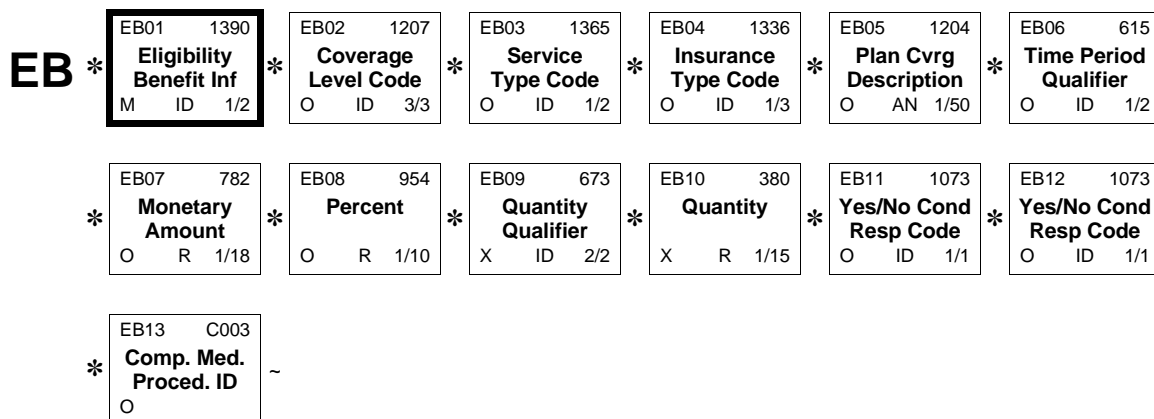 EB01 1390 EB02 1207 EB03 1365 EB04 1336 EB05 1204 EB06 615
Eligibility Coverage Service Insurance Plan Cvrg Time Period
EB * Benefit Inf * Level Code * Type Code * Type Code * Description * Qualifier
M ID 1/2 O ID 3/3 O ID 1/2 O ID 1/3 O AN 1/50 O ID 1/2
EB07 782 EB08 954 EB09 673 EB10 380 EB11 1073 EB12 1073
* Monetary * Percent * Quantity * Quantity * Yes/No Cond * Yes/No Cond
Amount Qualifier Resp Code Resp Code
O R 1/18 O R 1/10 X ID 2/2 X R 1/15 O ID 1/1 O ID 1/1
EB13 C003
* Comp. Med. ~
Proced. ID
O